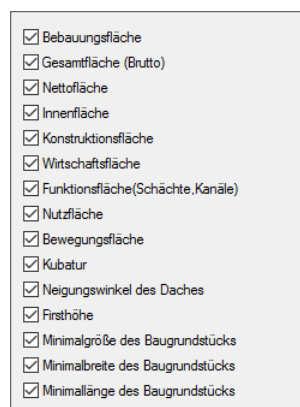 Bebauungsfläche
Gesamtfläche (Brutto)
Nettofläche
Innenfläche
Konstruktionsfläche
Wirtschaftsfläche
Funktionsfläche(Schächte,Kanäle)
Nutzfläche
Bewegungsfläche
Kubatur
Neigungswinkel des Daches
Firsthöhe
Minimalgröße des Baugrundstücks
Minimalbreite des Baugrundstücks
Minimallänge des Baugrundstücks